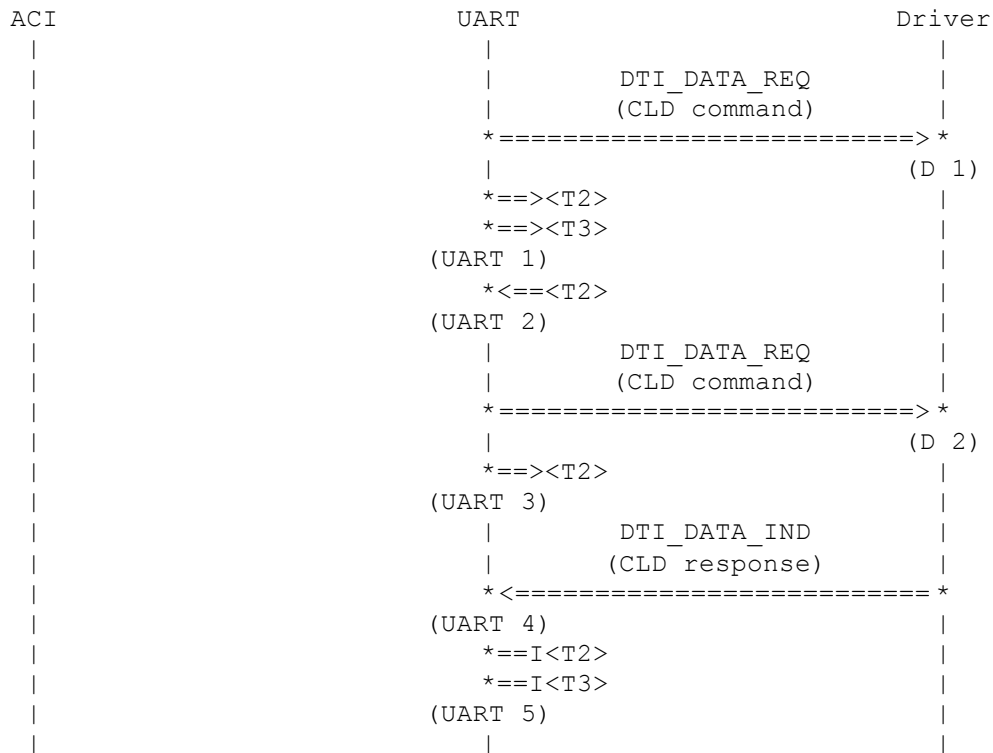 ACI                         UART                       Driver
 |                            |                            |
 |                            |        DTI_DATA_REQ        |
 |                            |       (CLD command)        |
 |                            *==========================>*
 |                            |                          (D 1)
 |                            *==><T2>                     |
 |                            *==><T3>                     |
 |                         (UART 1)                        |
 |                            *<==<T2>                     |
 |                         (UART 2)                        |
 |                            |        DTI_DATA_REQ        |
 |                            |       (CLD command)        |
 |                            *==========================>*
 |                            |                          (D 2)
 |                            *==><T2>                     |
 |                         (UART 3)                        |
 |                            |        DTI_DATA_IND        |
 |                            |       (CLD response)       |
 |                            *<==========================*
 |                         (UART 4)                        |
 |                            *==I<T2>                     |
 |                            *==I<T3>                     |
 |                         (UART 5)                        |
 |                            |                            |